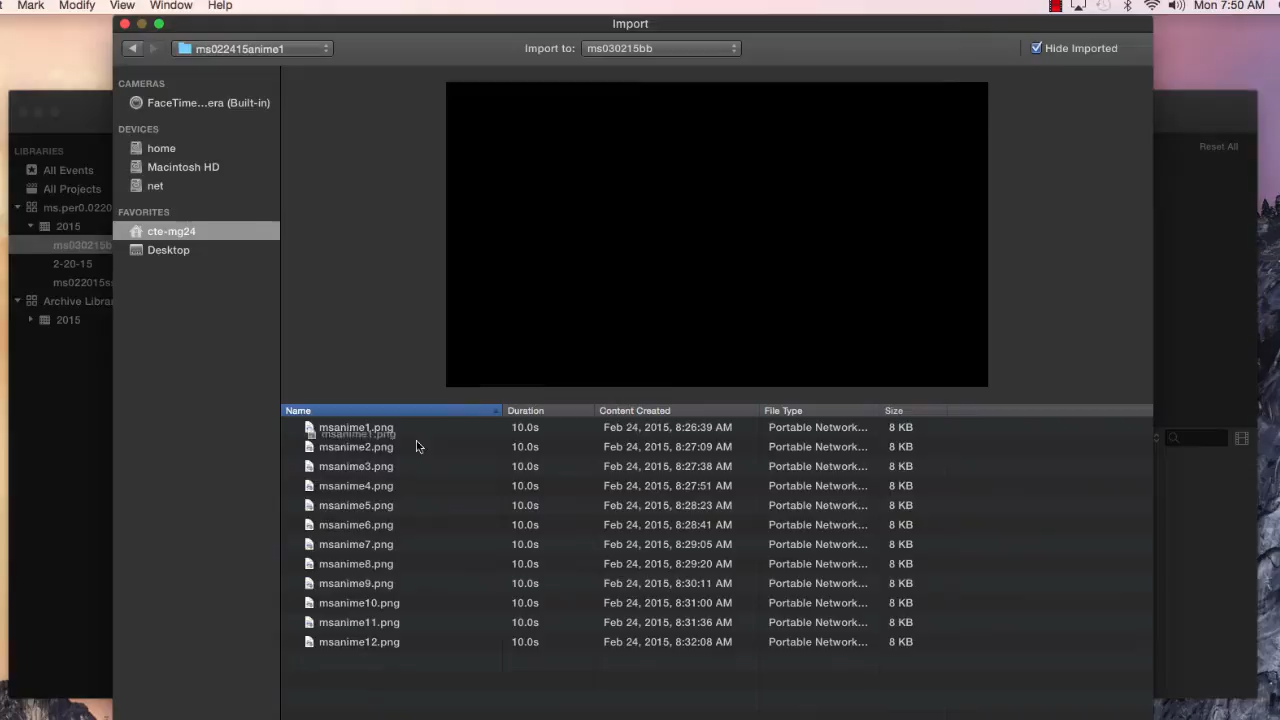 Mark Modify View Window Help Mon 7:50 AM
Import
ms022415anime1 Import to: ms030215bb Hide Imported
CAMERAS
FaceTime...era (Built-in)
DEVICES
home
Macintosh HD
net
FAVORITES
cte-mg24
Desktop
LIBRARIES
All Events
All Projects
ms.per0.0220
2015
ms030215b
2-20-15
ms022015s
Archive Libra
2015
Reset All
Name Duration Content Created File Type Size
msanime1.png 10.0s Feb 24, 2015, 8:26:39 AM Portable Network... 8 KB
msanime1.png
msanime2.png 10.0s Feb 24, 2015, 8:27:09 AM Portable Network... 8 KB
msanime3.png 10.0s Feb 24, 2015, 8:27:38 AM Portable Network... 8 KB
msanime4.png 10.0s Feb 24, 2015, 8:27:51 AM Portable Network... 8 KB
msanime5.png 10.0s Feb 24, 2015, 8:28:23 AM Portable Network... 8 KB
msanime6.png 10.0s Feb 24, 2015, 8:28:41 AM Portable Network... 8 KB
msanime7.png 10.0s Feb 24, 2015, 8:29:05 AM Portable Network... 8 KB
msanime8.png 10.0s Feb 24, 2015, 8:29:20 AM Portable Network... 8 KB
msanime9.png 10.0s Feb 24, 2015, 8:30:11 AM Portable Network... 8 KB
msanime10.png 10.0s Feb 24, 2015, 8:31:00 AM Portable Network... 8 KB
msanime11.png 10.0s Feb 24, 2015, 8:31:36 AM Portable Network... 8 KB
msanime12.png 10.0s Feb 24, 2015, 8:32:08 AM Portable Network... 8 KB